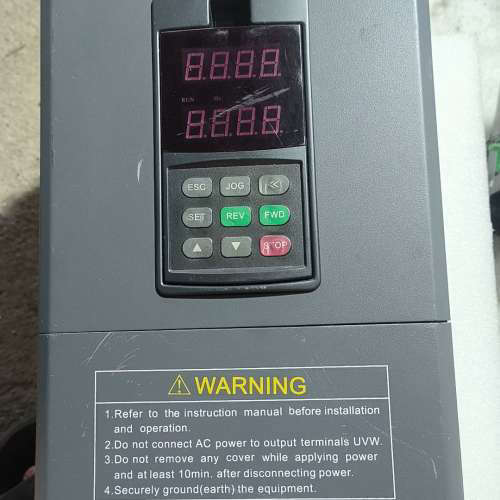 8.8.8.8.
RUN Hz
8.8.8.8.
ESC JOG <<
SET REV FWD
▲ ▼ STOP
⚠ WARNING
1.Refer to the instruction manual before installation
and operation.
2.Do not connect AC power to output terminals UVW.
3.Do not remove any cover while applying power
and at least 10min. after disconnecting power.
4.Securely ground(earth) the equipment.